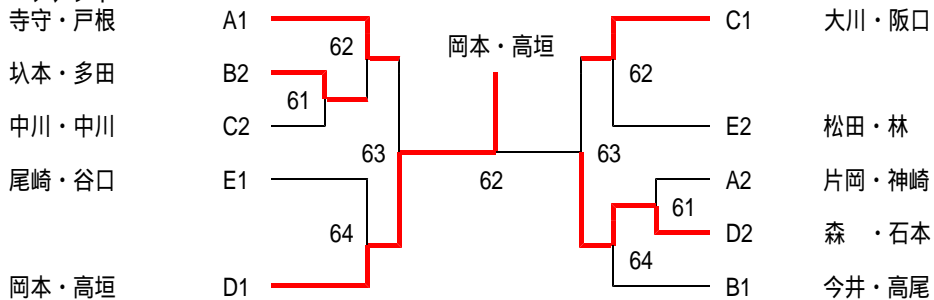 寺守・戸根 A1 C1 大川・阪口
62 岡本・高垣
圦本・多田 B2 62
61
中川・中川 C2 E2 松田・林
63 63
尾崎・谷口 E1 62 A2 片岡・神崎
61
64 D2 森 ・石本
64
岡本・高垣 D1 B1 今井・高尾